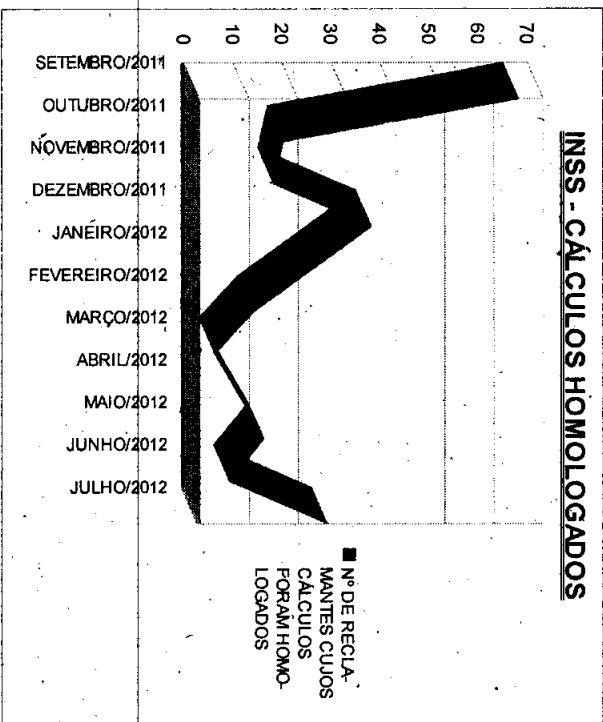 INSS - CÁLCULOS HOMOLOGADOS
70
60
50
40
30
20
10
0
SETEMBRO/2011
OUTUBRO/2011
NOVEMBRO/2011
DEZEMBRO/2011
JANEIRO/2012
FEVEREIRO/2012
MARÇO/2012
ABRIL/2012
MAIO/2012
JUNHO/2012
JULHO/2012
Nº DE RECLA-
MANTES CUJOS
CÁLCULOS
FORAM HOMO-
LOGADOS